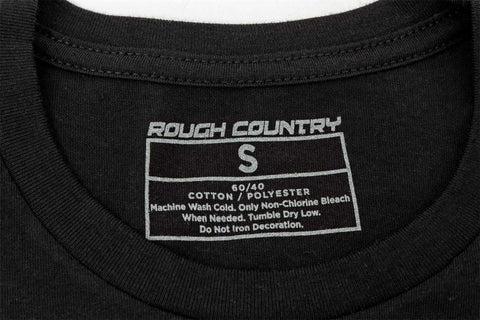 ROUGH COUNTRY
S
60/40
COTTON / POLYESTER
Machine Wash Cold. Only Non-Chlorine Bleach
When Needed. Tumble Dry Low.
Do Not Iron Decoration.